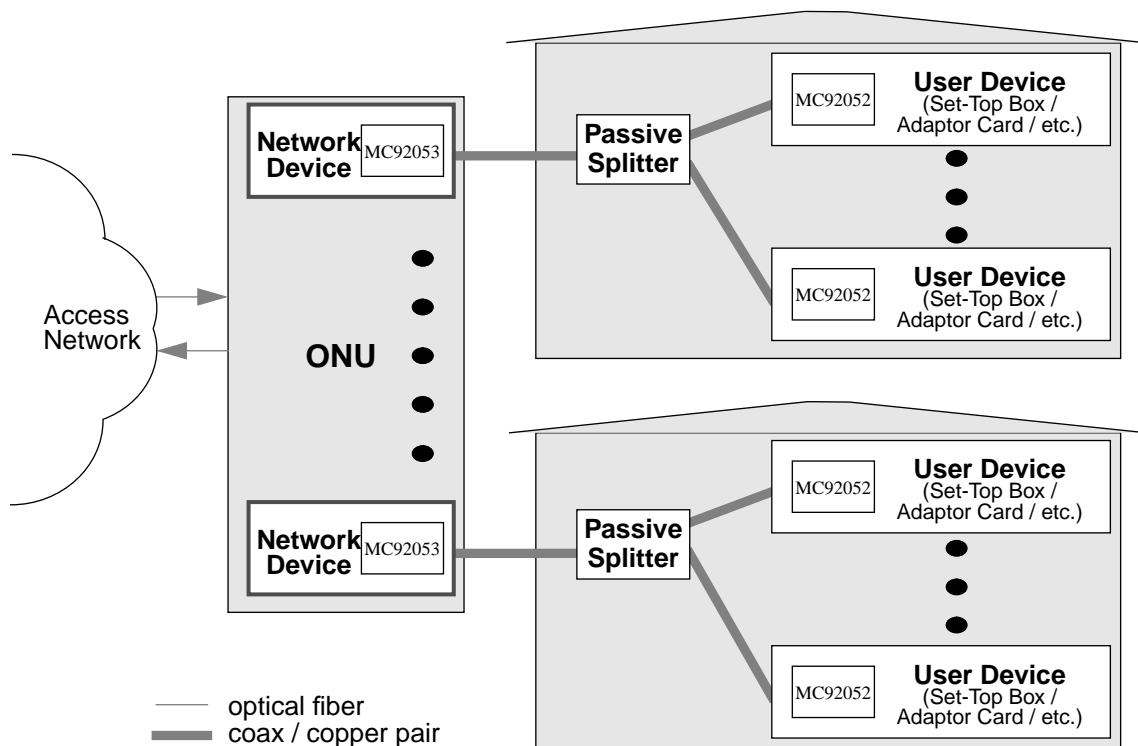 Access
Network
ONU
Network
Device
MC92053
Passive
Splitter
MC92052
User Device
(Set-Top Box /
Adaptor Card / etc.)
MC92052
User Device
(Set-Top Box /
Adaptor Card / etc.)
Network
Device
MC92053
Passive
Splitter
MC92052
User Device
(Set-Top Box /
Adaptor Card / etc.)
MC92052
User Device
(Set-Top Box /
Adaptor Card / etc.)
optical fiber
coax / copper pair